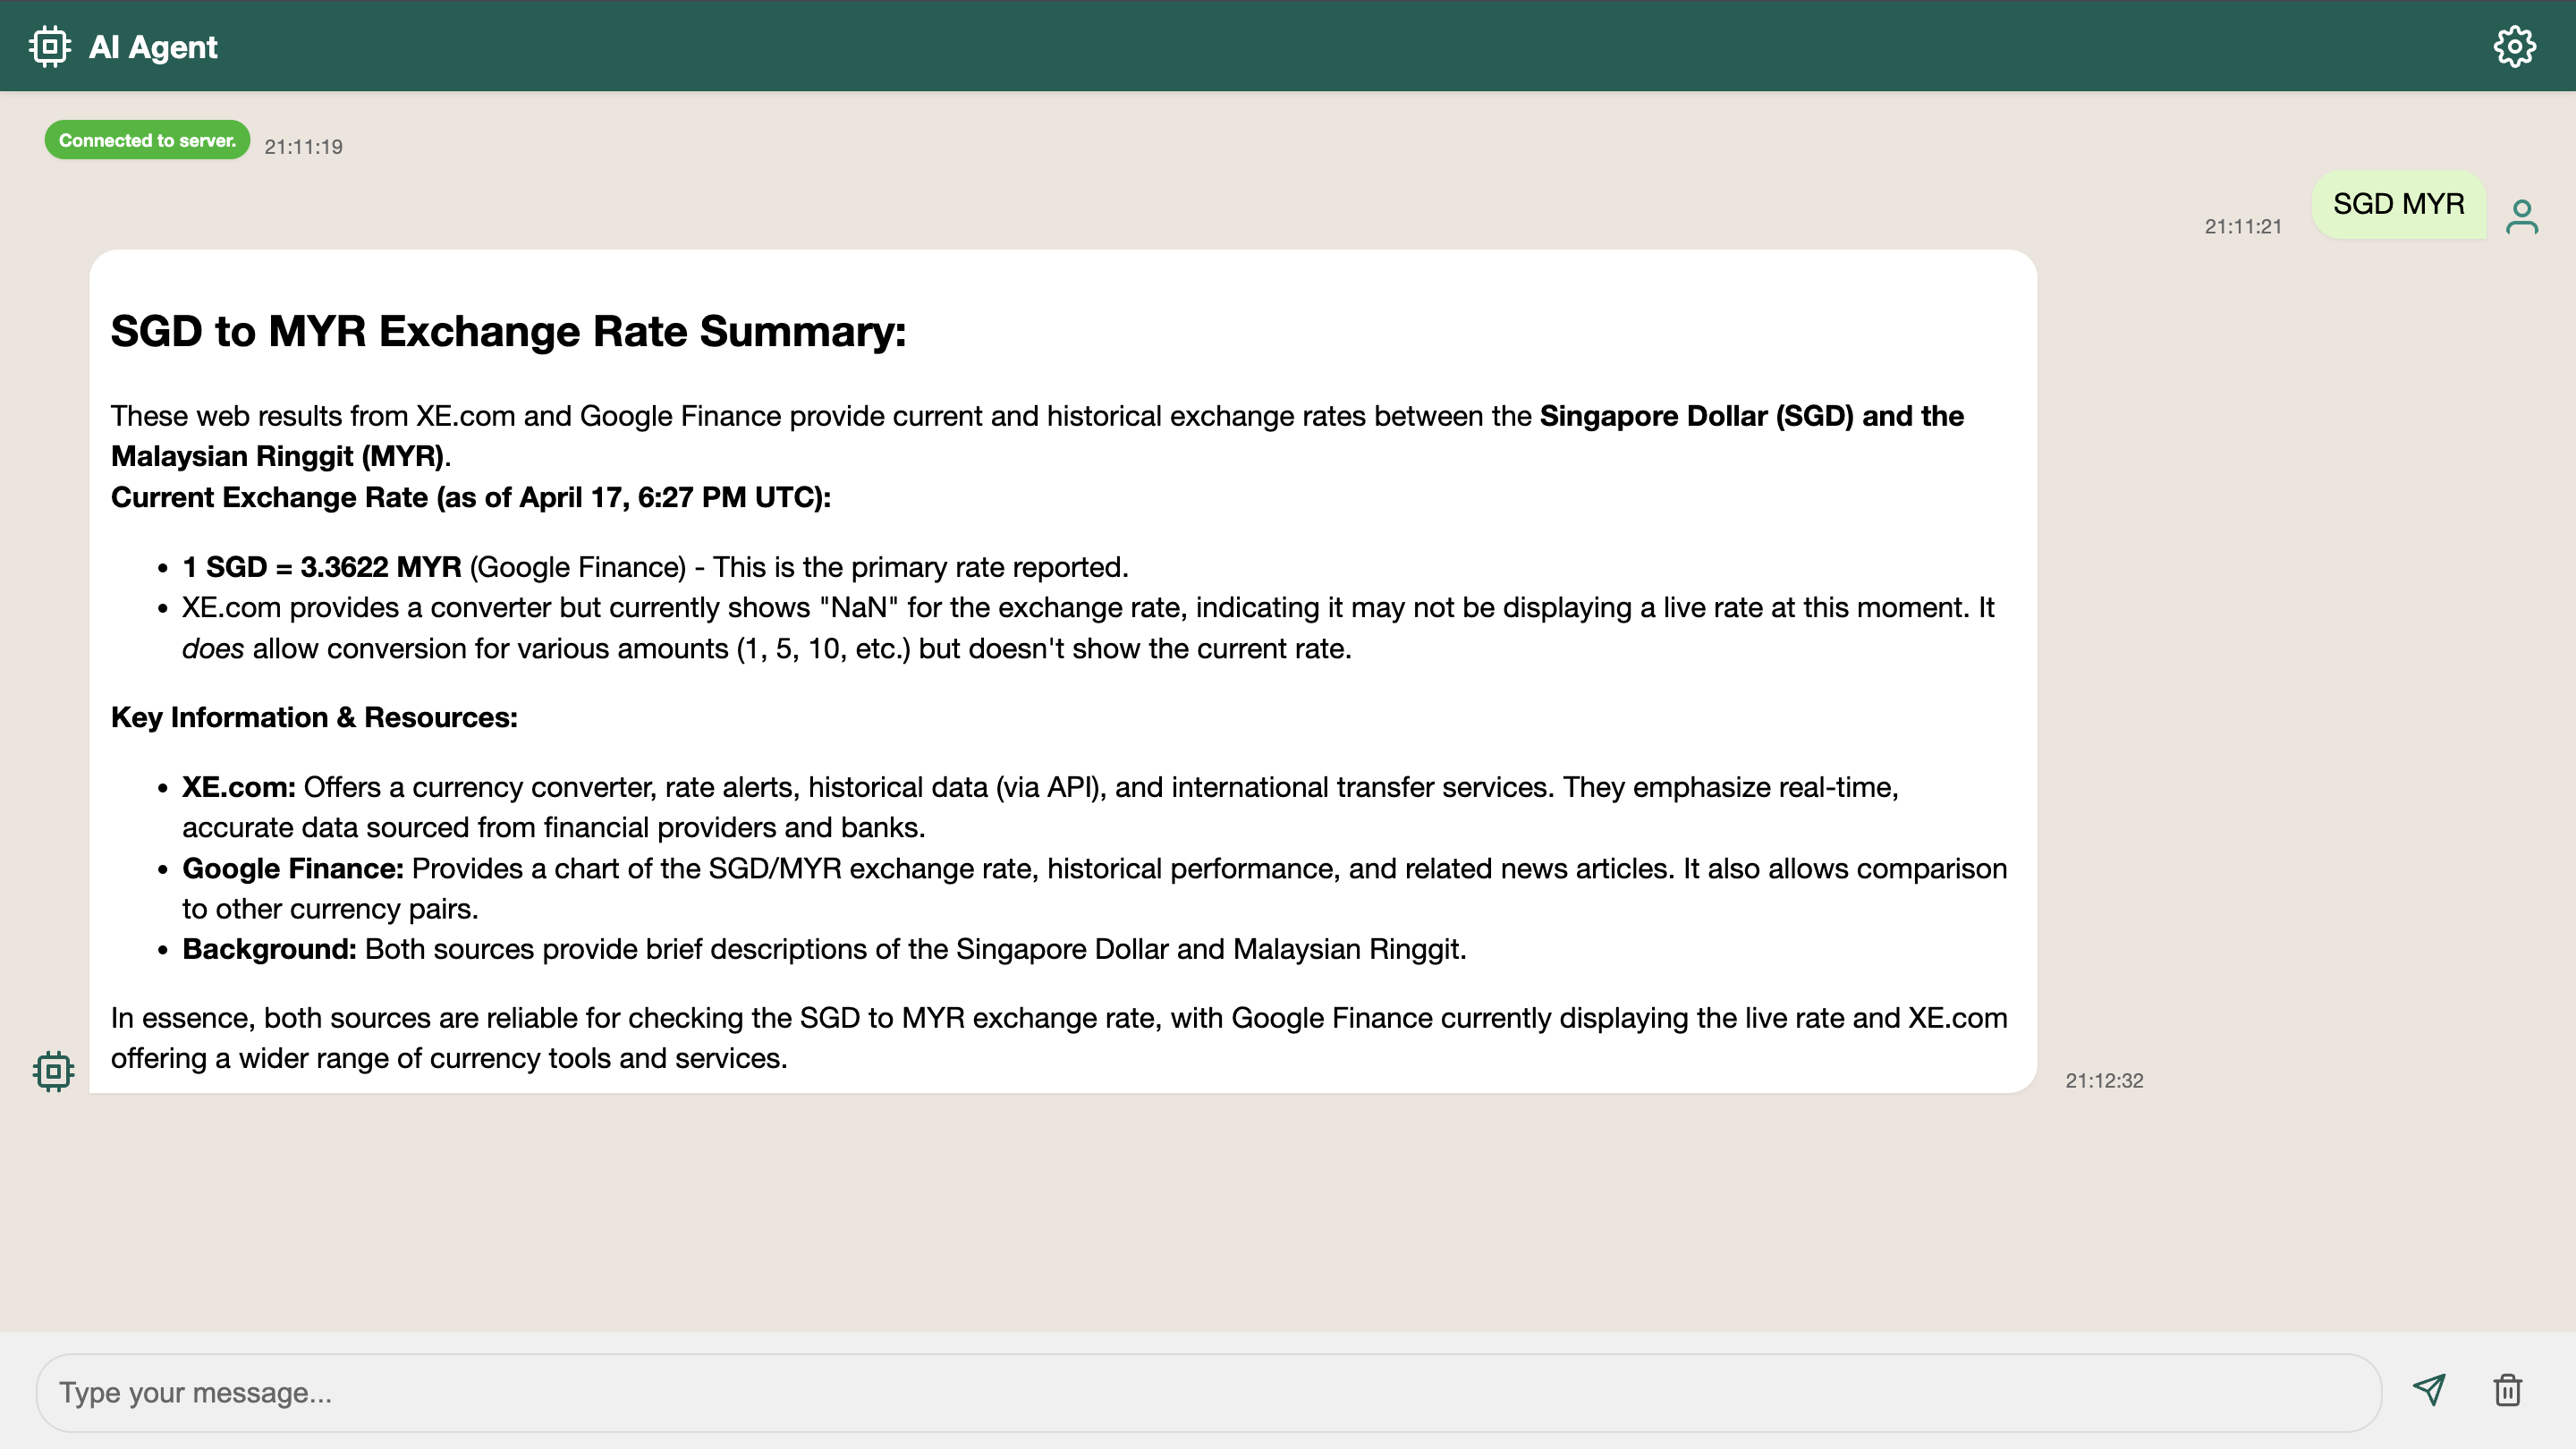 AI Agent
Connected to server.
21:11:19
SGD MYR
21:11:21
SGD to MYR Exchange Rate Summary:
These web results from XE.com and Google Finance provide current and historical exchange rates between the Singapore Dollar (SGD) and the
Malaysian Ringgit (MYR).
Current Exchange Rate (as of April 17, 6:27 PM UTC):
• 1 SGD = 3.3622 MYR (Google Finance) - This is the primary rate reported.
• XE.com provides a converter but currently shows "NaN" for the exchange rate, indicating it may not be displaying a live rate at this moment. It
does allow conversion for various amounts (1, 5, 10, etc.) but doesn't show the current rate.
Key Information & Resources:
• XE.com: Offers a currency converter, rate alerts, historical data (via API), and international transfer services. They emphasize real-time,
accurate data sourced from financial providers and banks.
• Google Finance: Provides a chart of the SGD/MYR exchange rate, historical performance, and related news articles. It also allows comparison
to other currency pairs.
• Background: Both sources provide brief descriptions of the Singapore Dollar and Malaysian Ringgit.
In essence, both sources are reliable for checking the SGD to MYR exchange rate, with Google Finance currently displaying the live rate and XE.com
offering a wider range of currency tools and services.
21:12:32
Type your message...